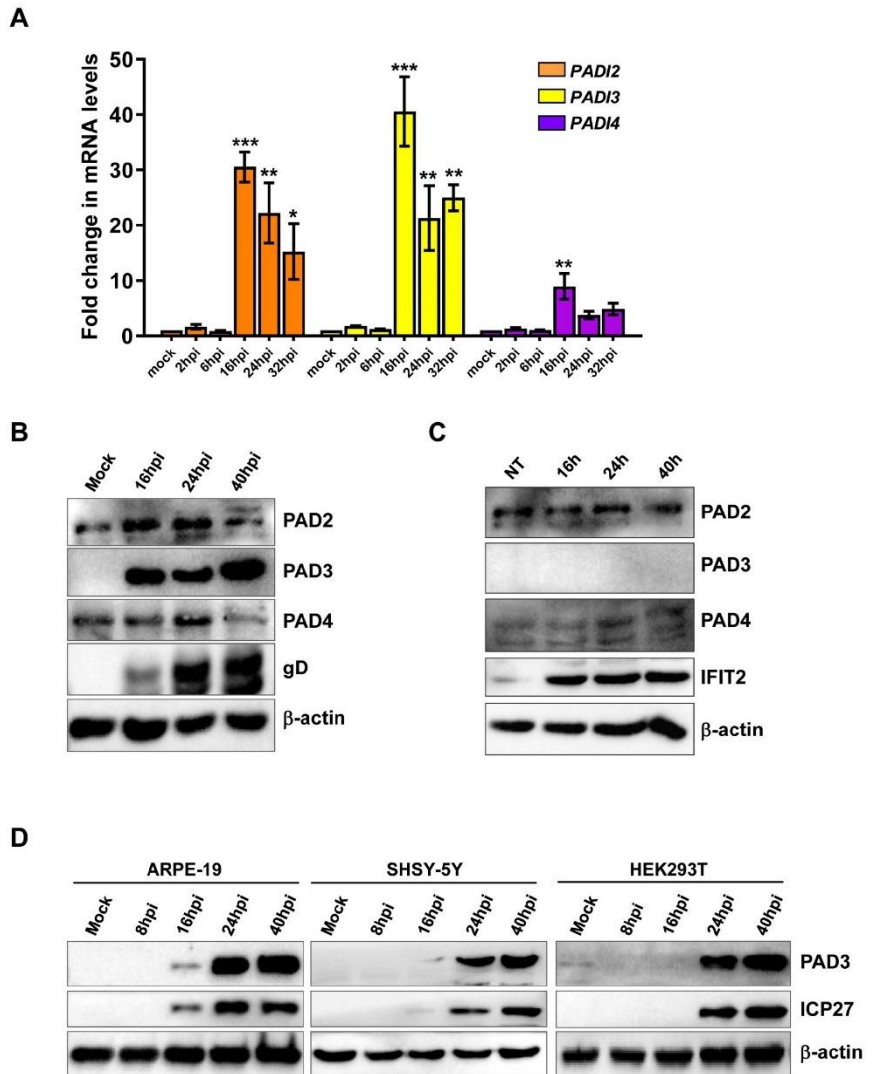 A
Fold change in mRNA levels
50
40
30
20
10
0
*** ** * *** ** ** **
PADI2
PADI3
PADI4
mock 2hpi 6hpi 16hpi 24hpi 32hpi mock 2hpi 6hpi 16hpi 24hpi 32hpi mock 2hpi 6hpi 16hpi 24hpi 32hpi
B
Mock 16hpi 24hpi 40hpi
PAD2
PAD3
PAD4
gD
β-actin
C
NT 16h 24h 40h
PAD2
PAD3
PAD4
IFIT2
β-actin
D
ARPE-19 SHSY-5Y HEK293T
Mock 8hpi 16hpi 24hpi 40hpi Mock 8hpi 16hpi 24hpi 40hpi Mock 8hpi 16hpi 24hpi 40hpi
PAD3
ICP27
β-actin